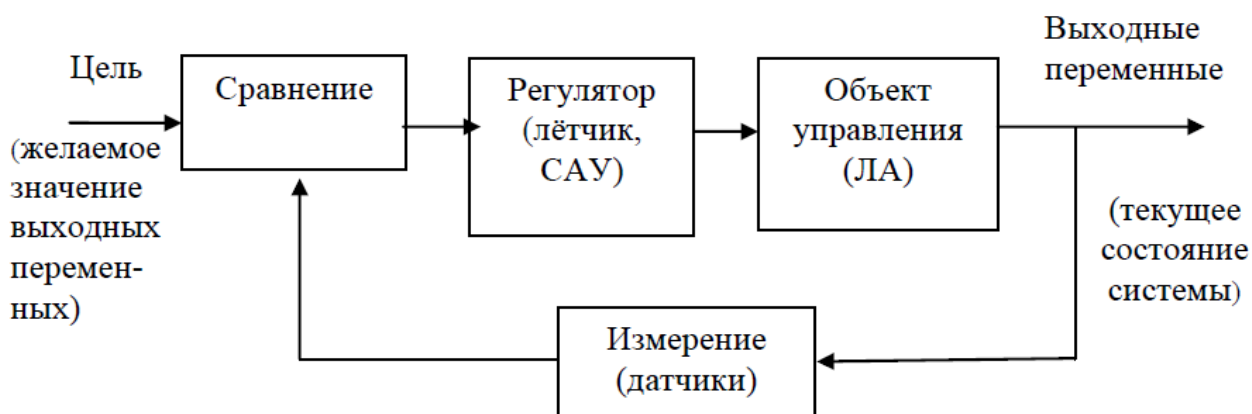 Цель
(желаемое
значение
выходных
перемен-
ных)
Сравнение
Регулятор
(лётчик,
САУ)
Объект
управления
(ЛА)
Выходные
переменные
(текущее
состояние
системы)
Измерение
(датчики)